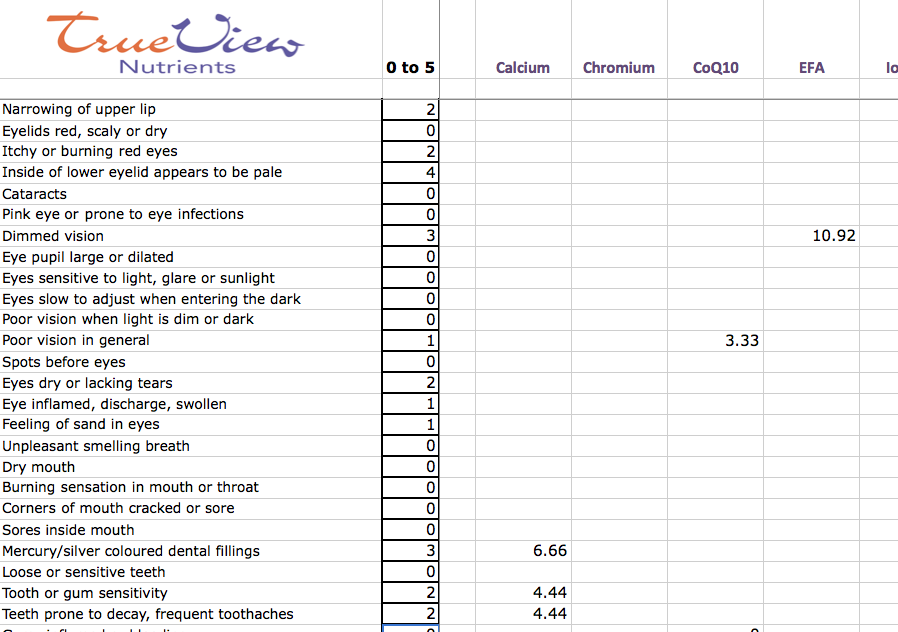 TrueView
Nutrients
0 to 5 Calcium Chromium CoQ10 EFA
Narrowing of upper lip 2
Eyelids red, scaly or dry 0
Itchy or burning red eyes 2
Inside of lower eyelid appears to be pale 4
Cataracts 0
Pink eye or prone to eye infections 0
Dimmed vision 3 10.92
Eye pupil large or dilated 0
Eyes sensitive to light, glare or sunlight 0
Eyes slow to adjust when entering the dark 0
Poor vision when light is dim or dark 0
Poor vision in general 1 3.33
Spots before eyes 0
Eyes dry or lacking tears 2
Eye inflamed, discharge, swollen 1
Feeling of sand in eyes 1
Unpleasant smelling breath 0
Dry mouth 0
Burning sensation in mouth or throat 0
Corners of mouth cracked or sore 0
Sores inside mouth 0
Mercury/silver coloured dental fillings 3 6.66
Loose or sensitive teeth 0
Tooth or gum sensitivity 2 4.44
Teeth prone to decay, frequent toothaches 2 4.44